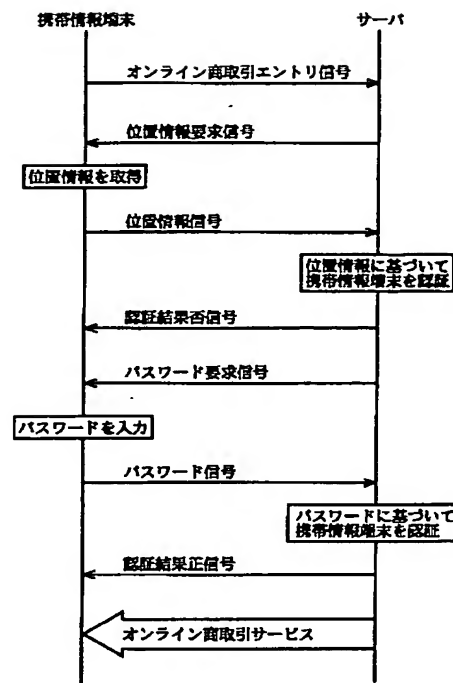 携帯情報端末
サーバ
オンライン商取引エントリ信号
位置情報要求信号
位置情報を取得
位置情報信号
位置情報に基づいて
携帯情報端末を認証
認証結果否信号
パスワード要求信号
パスワードを入力
パスワード信号
パスワードに基づいて
携帯情報端末を認証
認証結果正信号
オンライン商取引サービス